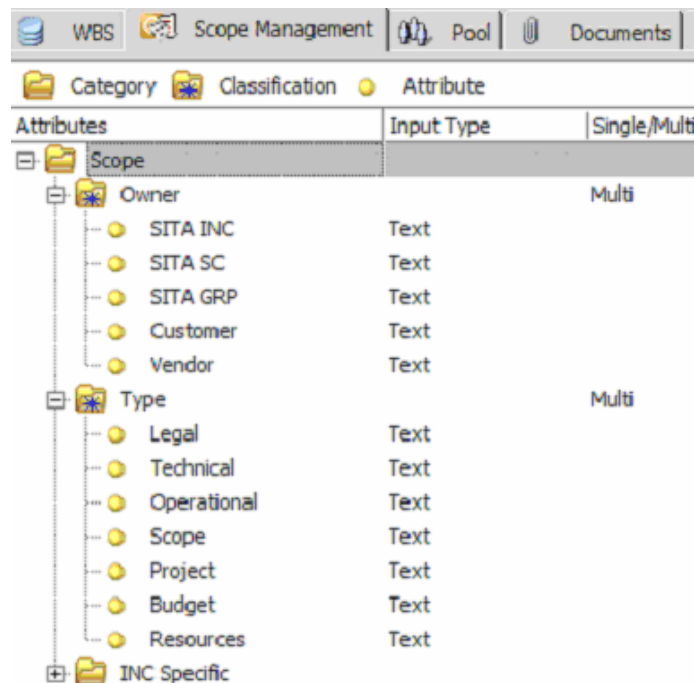 WBS Scope Management Pool Documents
Category Classification Attribute
Attributes Input Type Single/Multi
Scope
Owner Multi
SITA INC Text
SITA SC Text
SITA GRP Text
Customer Text
Vendor Text
Type Multi
Legal Text
Technical Text
Operational Text
Scope Text
Project Text
Budget Text
Resources Text
INC Specific